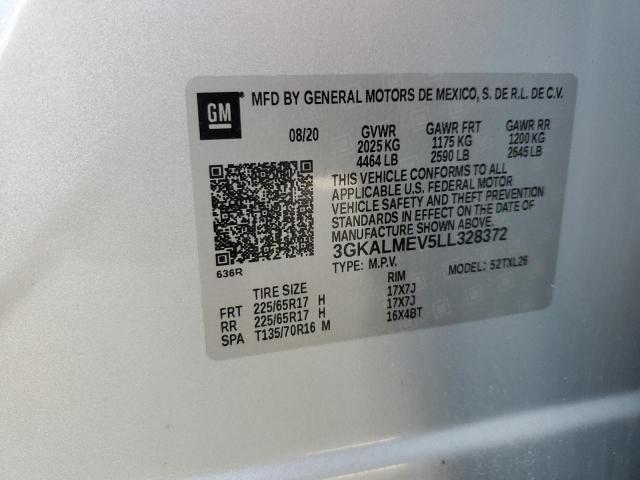 GM
MFD BY GENERAL MOTORS DE MEXICO, S. DE R.L. DE C.V.
08/20 GVWR GAWR FRT GAWR RR
2025 KG 1175 KG 1200 KG
4464 LB 2590 LB 2645 LB
THIS VEHICLE CONFORMS TO ALL
APPLICABLE U.S. FEDERAL MOTOR
VEHICLE SAFETY AND THEFT PREVENTION
STANDARDS IN EFFECT ON THE DATE OF
MANUFACTURE SHOWN ABOVE.
3GKALMEV5LL328372
TYPE: M.P.V. MODEL: 52TXL26
636R
TIRE SIZE RIM
FRT 225/65R17 H 17X7J
RR 225/65R17 H 17X7J
SPA T135/70R16 M 16X4BT